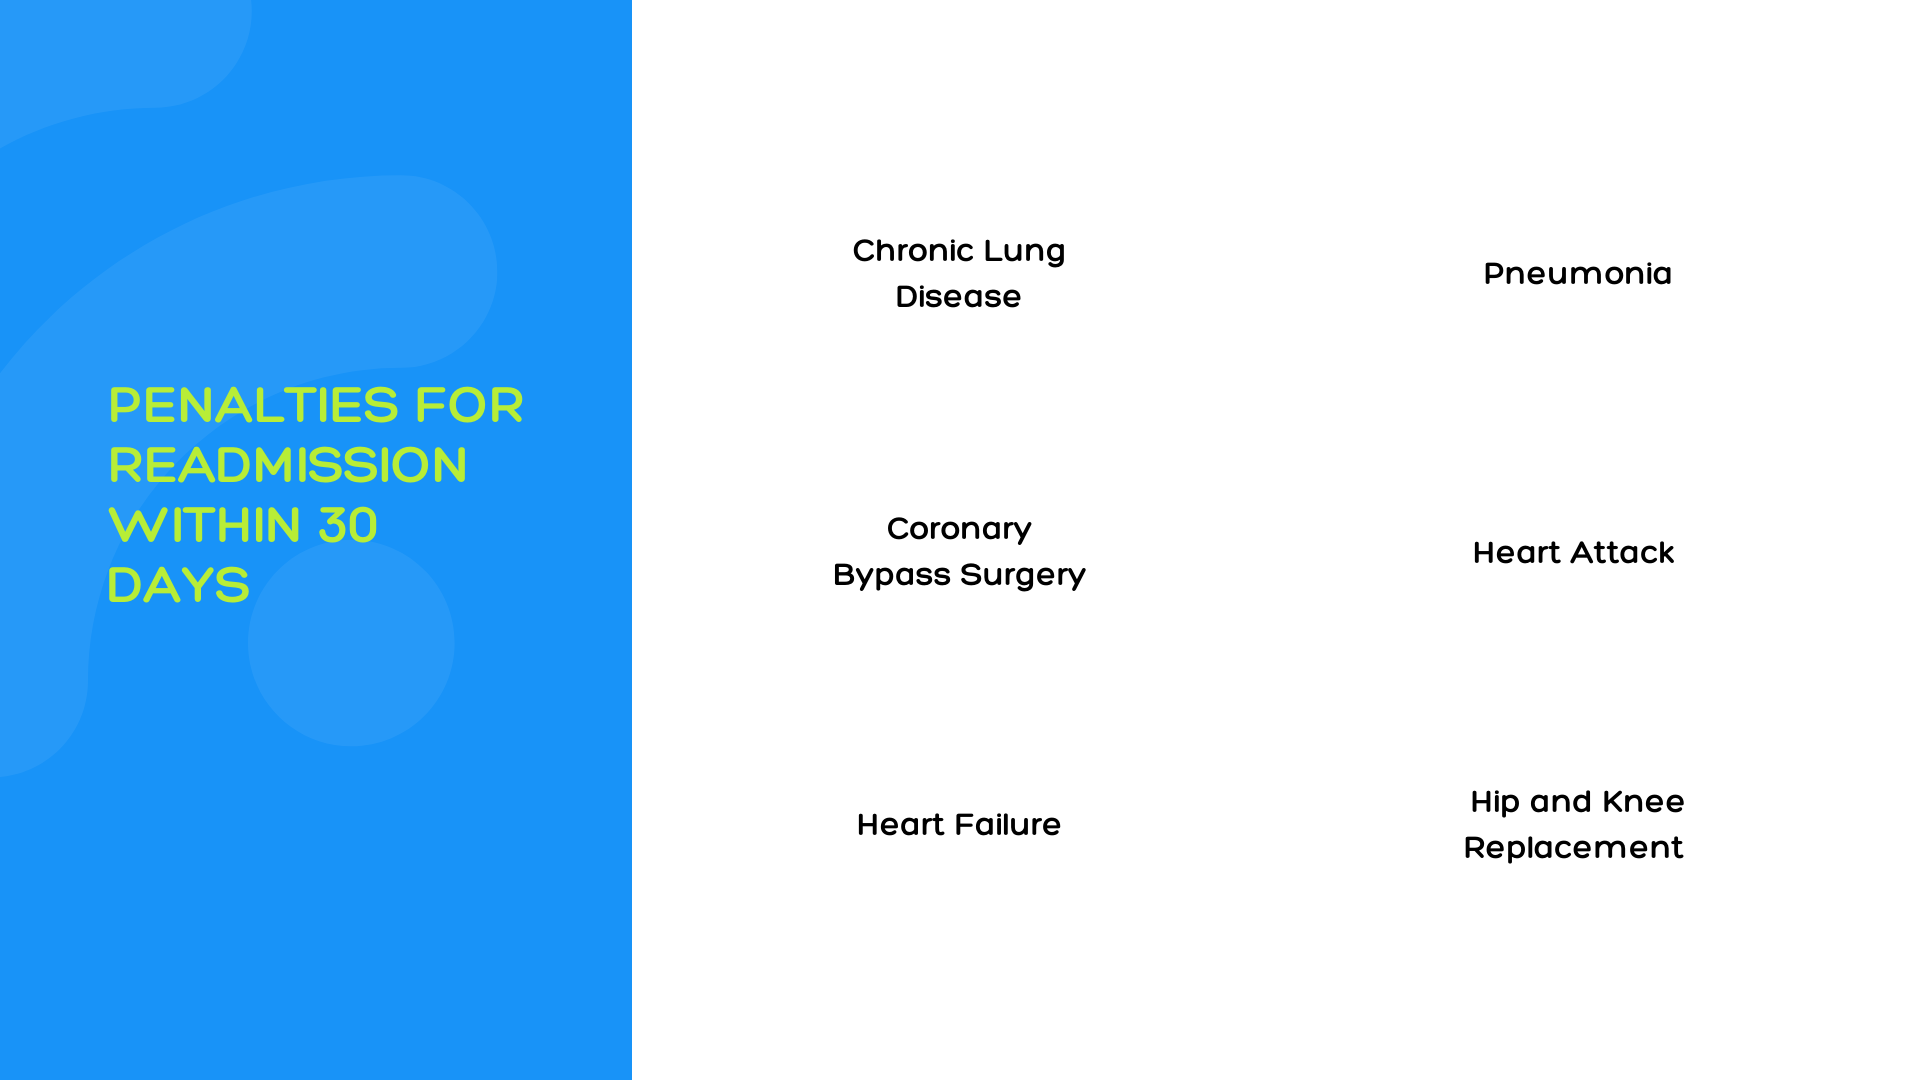 PENALTIES FOR
READMISSION
WITHIN 30
DAYS
Chronic Lung
Disease
Pneumonia
Coronary
Bypass Surgery
Heart Attack
Heart Failure
Hip and Knee
Replacement